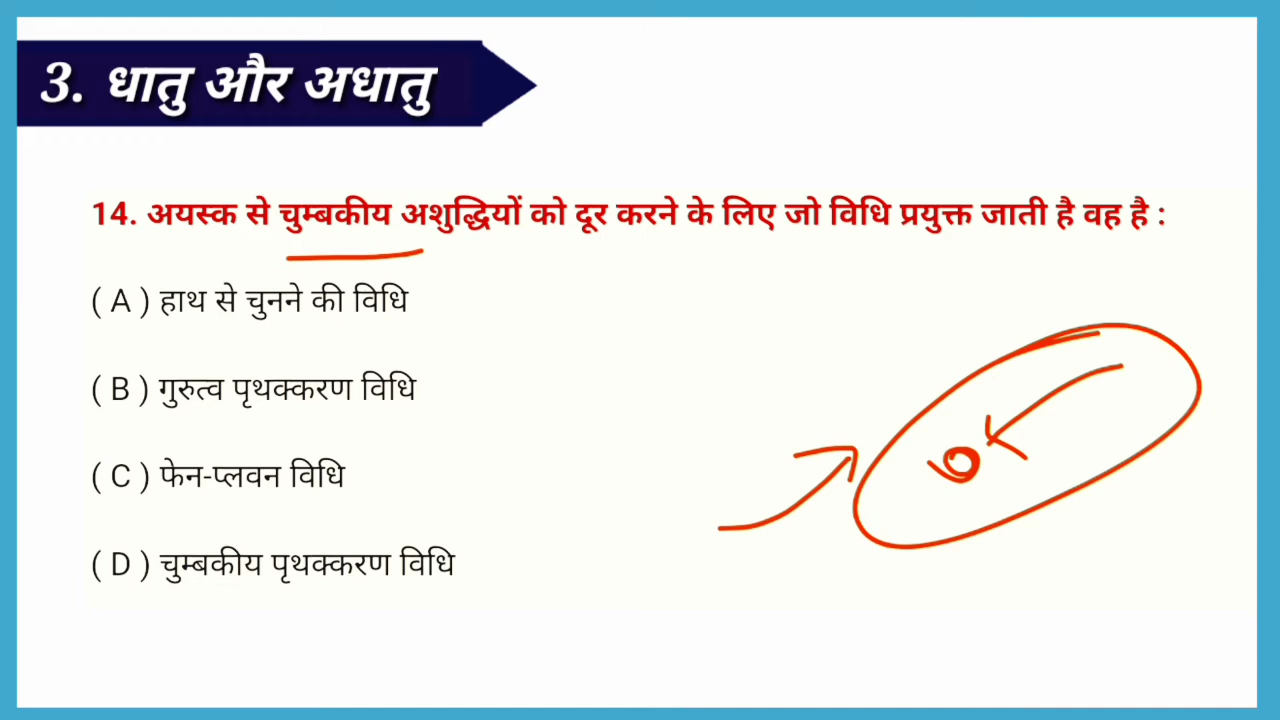 3. धातु और अधातु
14. अयस्क से चुम्बकीय अशुद्धियों को दूर करने के लिए जो विधि प्रयुक्त जाती है वह है :
( A ) हाथ से चुनने की विधि
( B ) गुरुत्व पृथक्करण विधि
( C ) फेन-प्लवन विधि
( D ) चुम्बकीय पृथक्करण विधि